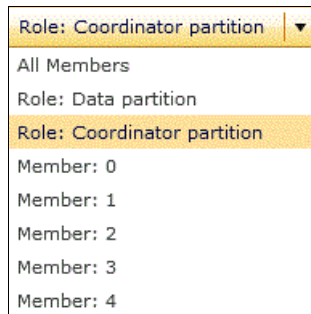 Role: Coordinator partition
All Members
Role: Data partition
Role: Coordinator partition
Member: 0
Member: 1
Member: 2
Member: 3
Member: 4